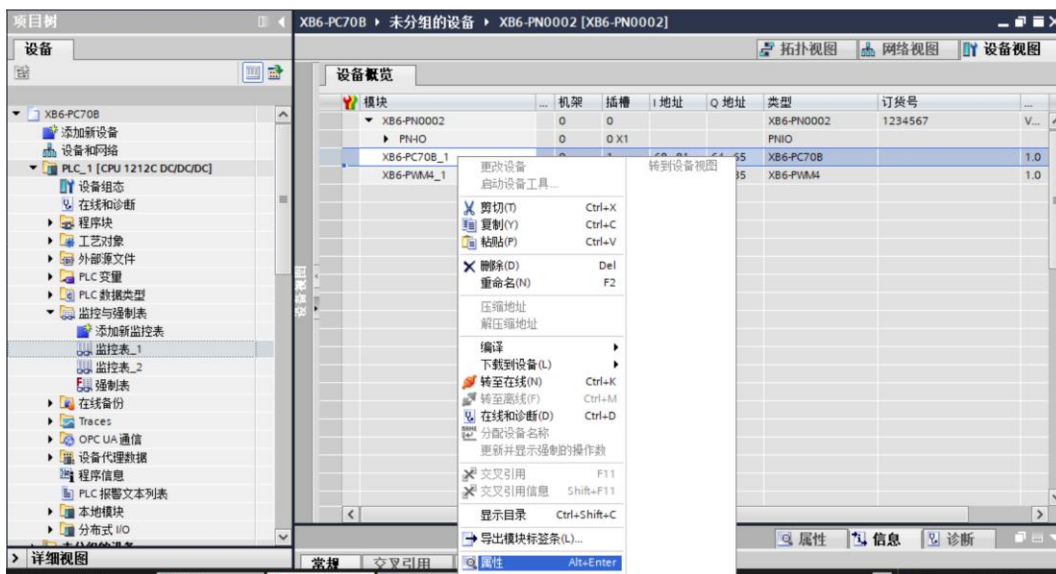 项目树
XB6-PC70B ▸ 未分组的设备 ▸ XB6-PN0002 [XB6-PN0002]
设备
拓扑视图
网络视图
设备视图
设备概览
模块 ... 机架 插槽 I 地址 Q 地址 类型 订货号 ...
XB6-PN0002 0 0 XB6-PN0002 1234567 V...
PN-IO 0 0 X1 PNIO
XB6-PC70B_1 XB6-PC70B 1.0
XB6-PWM4_1 XB6-PWM4 1.0
XB6-PC70B
添加新设备
设备和网络
PLC_1 [CPU 1212C DC/DC/DC]
设备组态
在线和诊断
程序块
工艺对象
外部源文件
PLC 变量
PLC 数据类型
监控与强制表
添加新监控表
监控表_1
监控表_2
强制表
在线备份
Traces
OPC UA 通信
设备代理数据
程序信息
PLC 报警文本列表
本地模块
分布式 I/O
详细视图
更改设备 转到设备视图
启动设备工具...
剪切(T) Ctrl+X
复制(Y) Ctrl+C
粘贴(P) Ctrl+V
删除(D) Del
重命名(N) F2
压缩地址
解压缩地址
编译
下载到设备(L)
转至在线(N) Ctrl+K
转至离线(F) Ctrl+M
在线和诊断(D) Ctrl+D
分配设备名称
更新并显示强制的操作数
交叉引用 F11
交叉引用信息 Shift+F11
显示目录 Ctrl+Shift+C
导出模块标签条(L)...
属性 Alt+Enter
属性
信息
诊断
常规
交叉引用